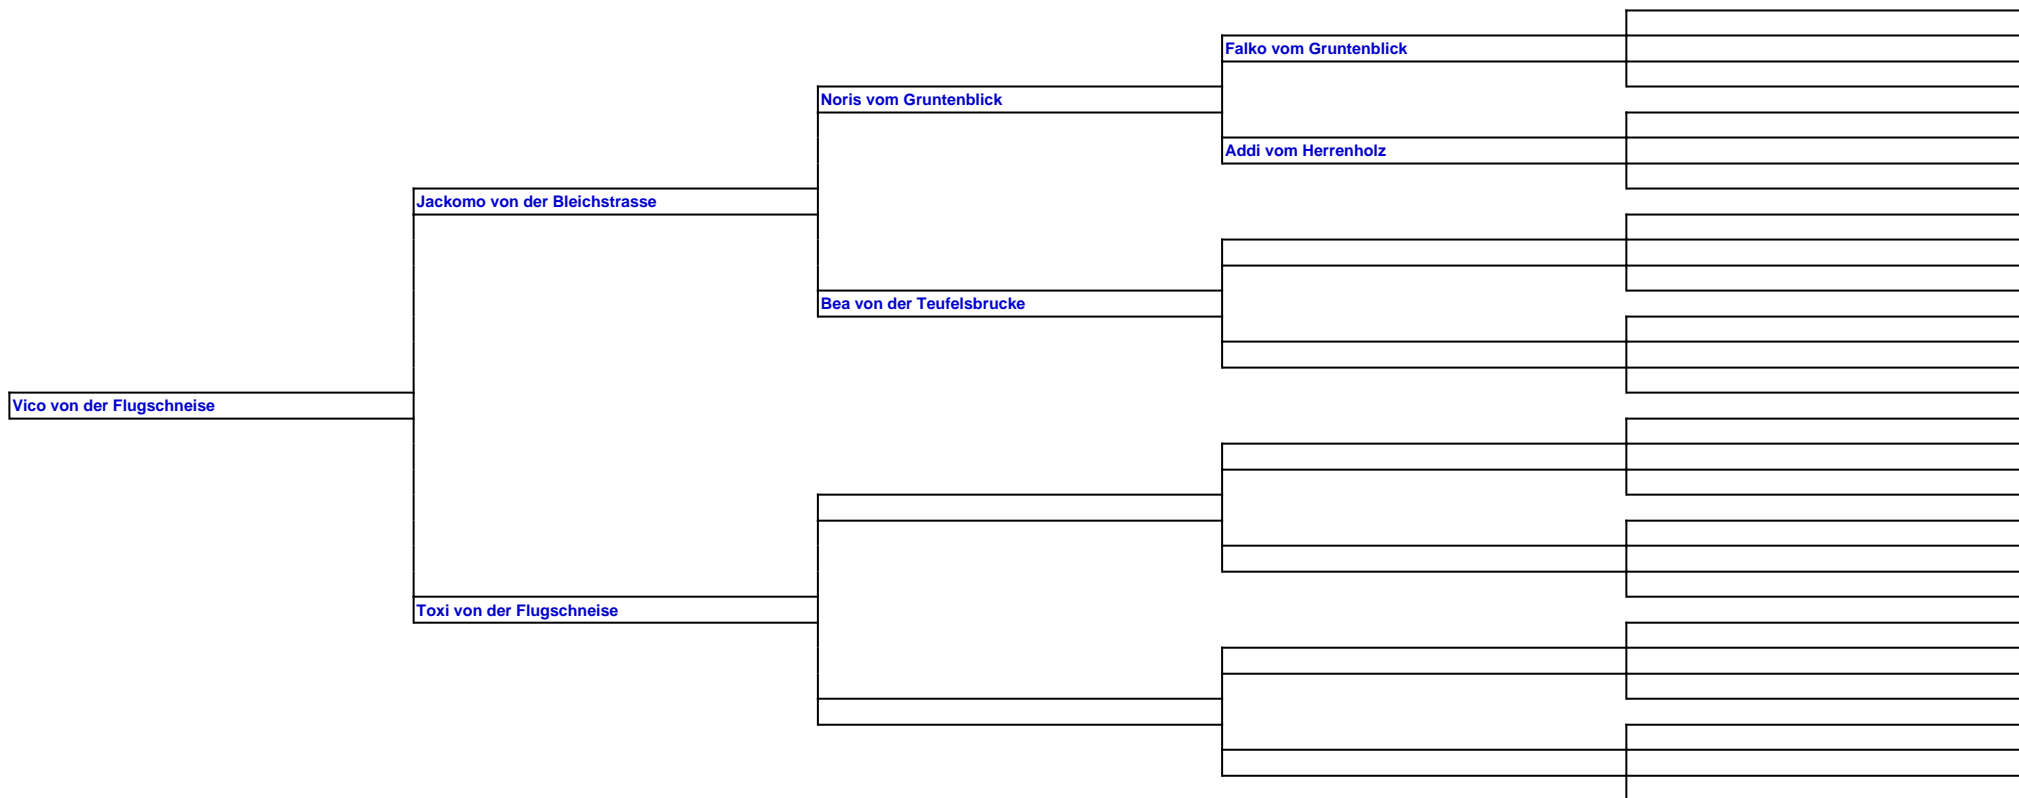 Falko vom Gruntenblick
Noris vom Gruntenblick
Addi vom Herrenholz
Jackomo von der Bleichstrasse
Bea von der Teufelsbrucke
Vico von der Flugschneise
Toxi von der Flugschneise